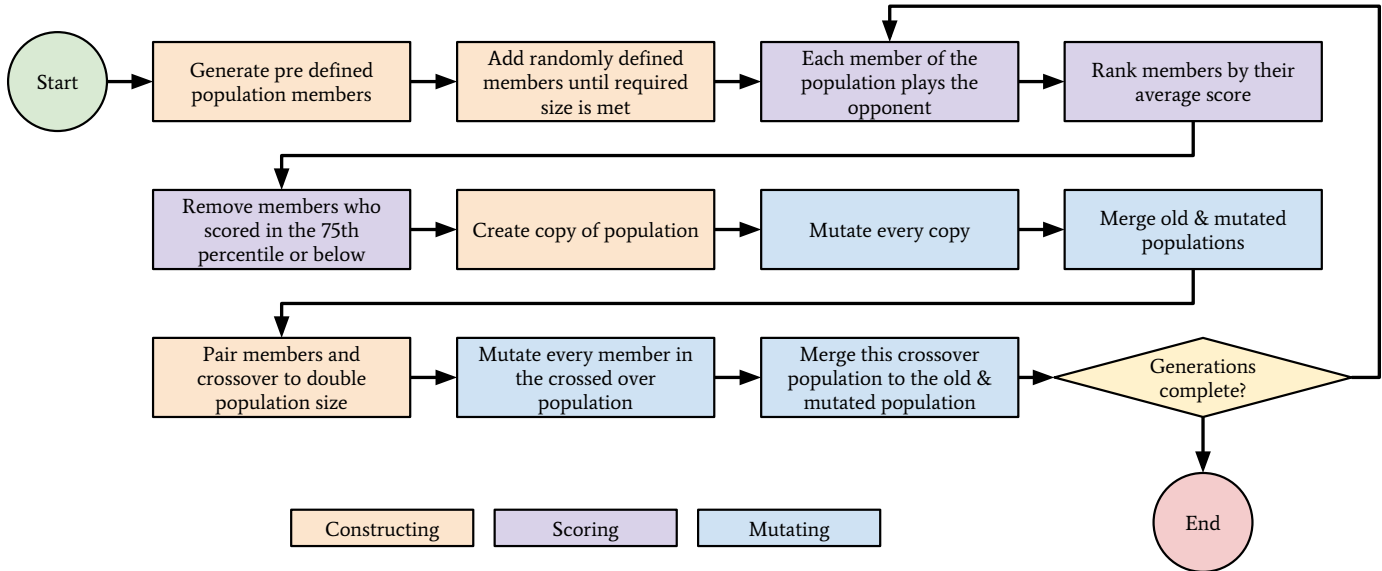 Start
Generate pre defined
population members
Add randomly defined
members until required
size is met
Each member of the
population plays the
opponent
Rank members by their
average score
Remove members who
scored in the 75th
percentile or below
Create copy of population
Mutate every copy
Merge old & mutated
populations
Pair members and
crossover to double
population size
Mutate every member in
the crossed over
population
Merge this crossover
population to the old &
mutated population
Generations
complete?
Constructing
Scoring
Mutating
End